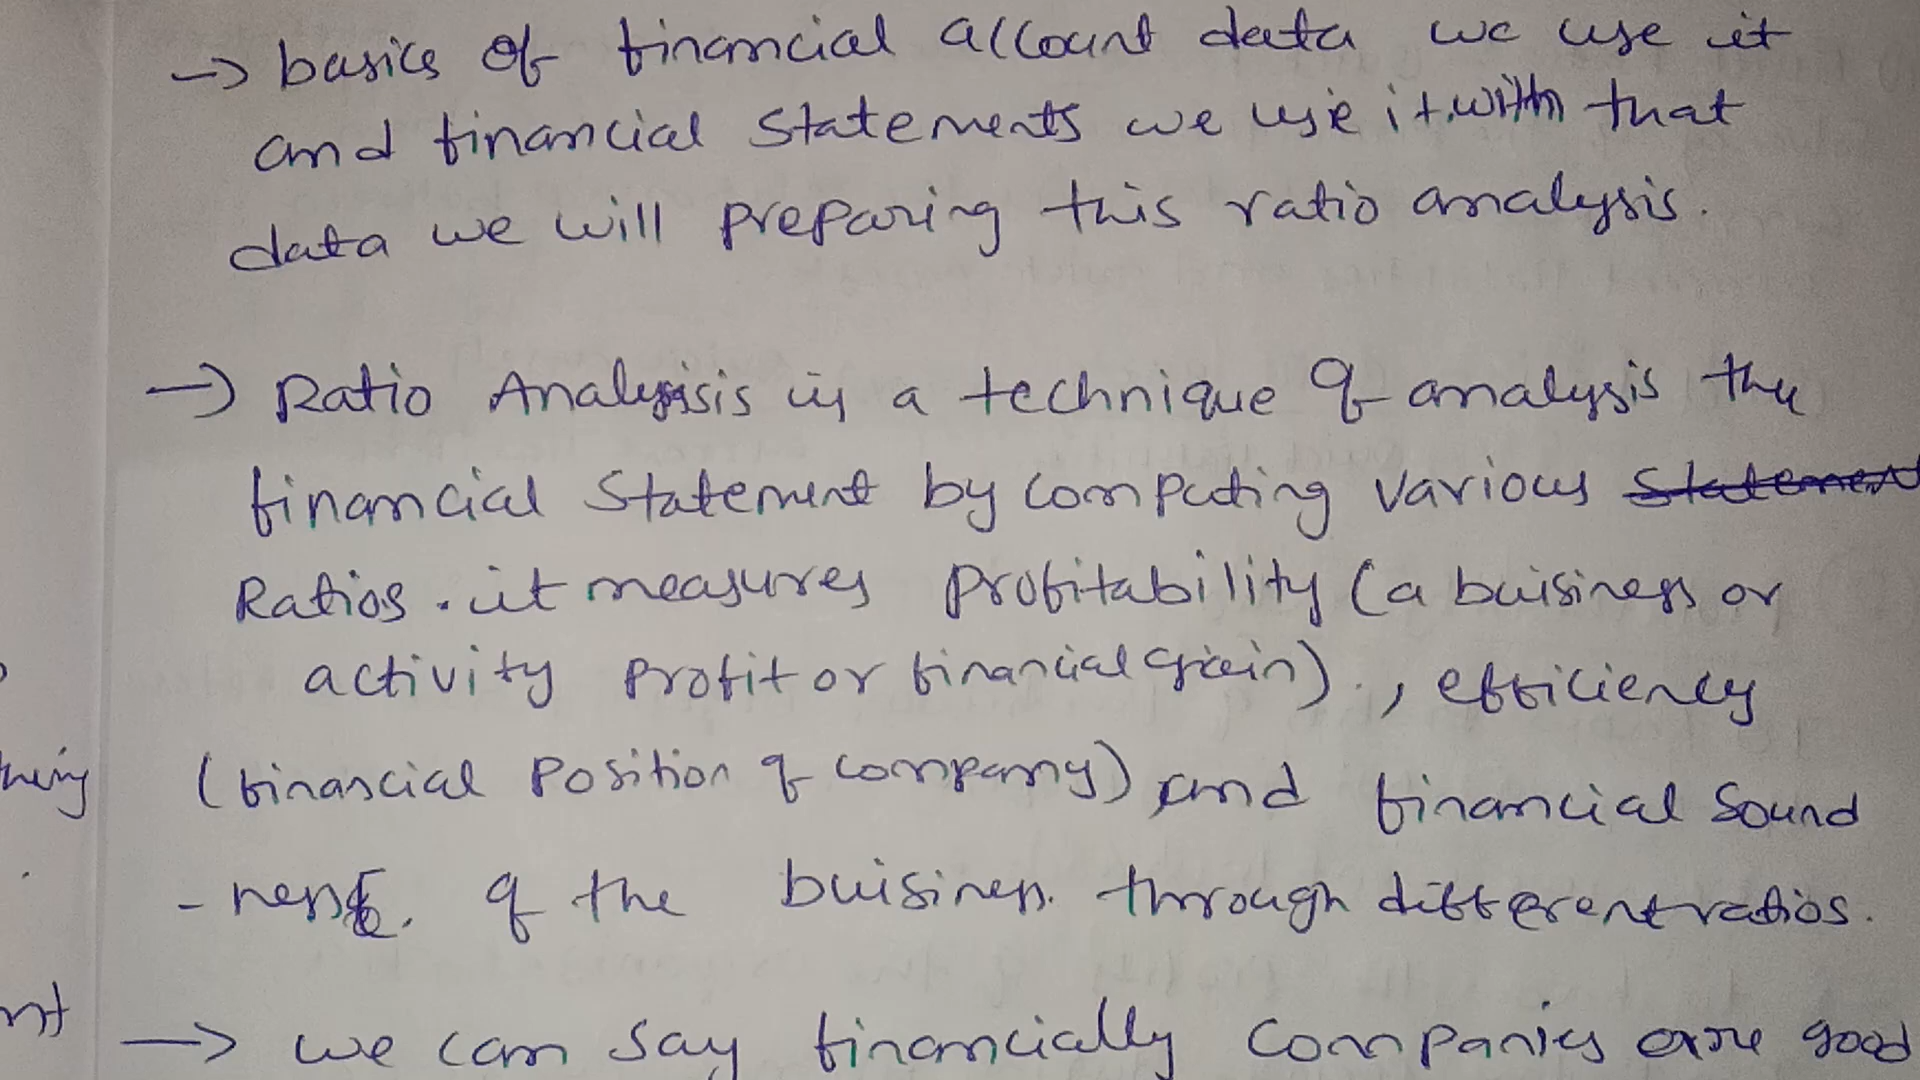 → basics of financial account data we use it
and financial statements we use it with that
data we will preparing this ratio analysis.
→ Ratio Analysis is a technique of analysis the
financial statement by computing various statement
Ratios. it measures profitability (a buisiness or
activity profit or financial gain)., efficiency
(financial position of company) and financial sound
-ness. of the buisiness. through different ratios.
→ we can say financially companies are good